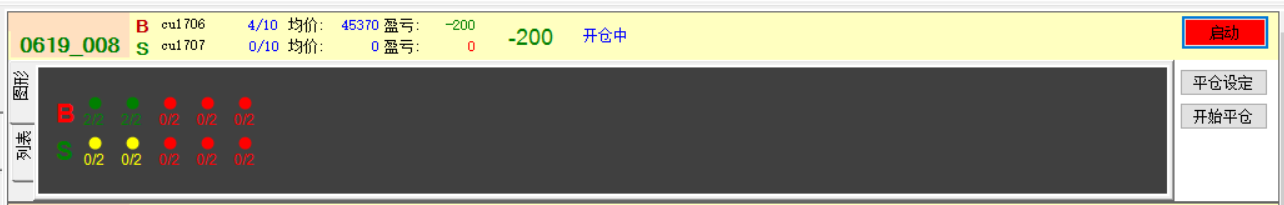 0619_008 B cu1706 4/10 均价: 45370 盈亏: -200 -200 开仓中 启动
S cu1707 0/10 均价: 0 盈亏: 0
图形
列表
B 2/2 2/2 0/2 0/2 0/2
S 0/2 0/2 0/2 0/2 0/2
平仓设定
开始平仓